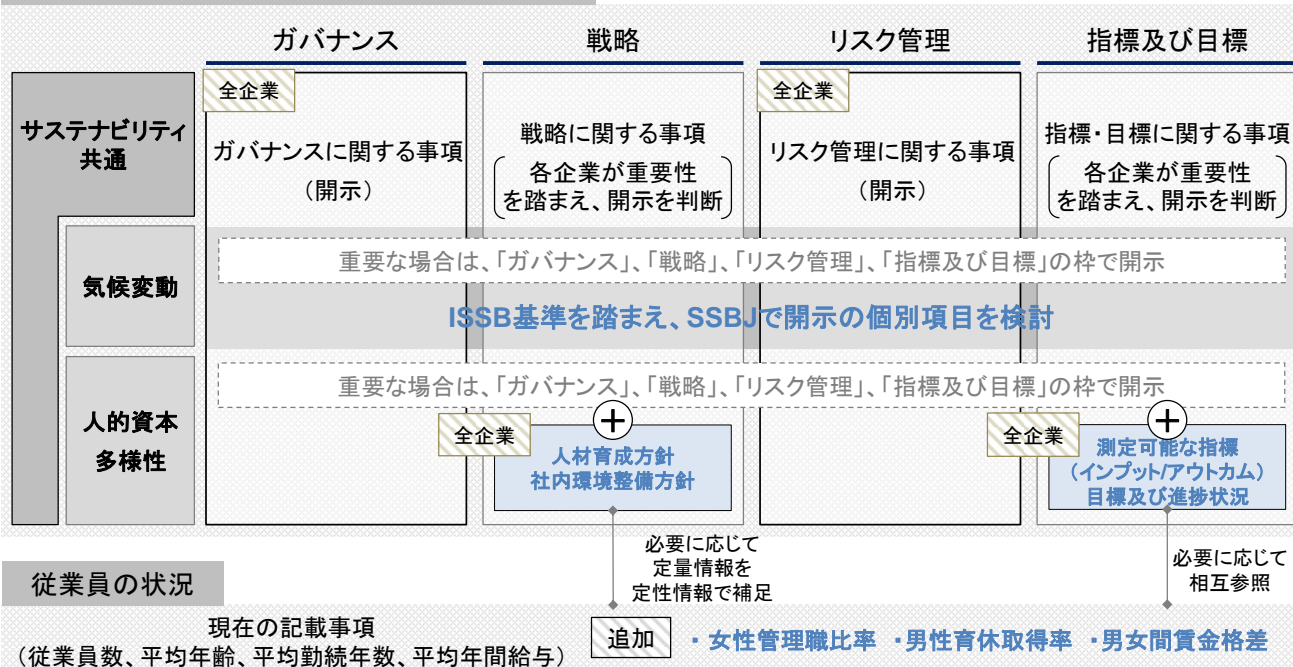 ガバナンス
戦略
リスク管理
指標及び目標
サステナビリティ
共通
全企業
ガバナンスに関する事項
（開示）
戦略に関する事項
各企業が重要性
を踏まえ、開示を判断
全企業
リスク管理に関する事項
（開示）
指標・目標に関する事項
各企業が重要性
を踏まえ、開示を判断
気候変動
重要な場合は、「ガバナンス」、「戦略」、「リスク管理」、「指標及び目標」の枠で開示
ISSB基準を踏まえ、SSBJで開示の個別項目を検討
人的資本
多様性
重要な場合は、「ガバナンス」、「戦略」、「リスク管理」、「指標及び目標」の枠で開示
全企業
+
人材育成方針
社内環境整備方針
全企業
+
測定可能な指標
（インプット/アウトカム）
目標及び進捗状況
必要に応じて
定量情報を
定性情報で補足
必要に応じて
相互参照
従業員の状況
現在の記載事項
（従業員数、平均年齢、平均勤続年数、平均年間給与）
追加
・女性管理職比率 ・男性育休取得率 ・男女間賃金格差